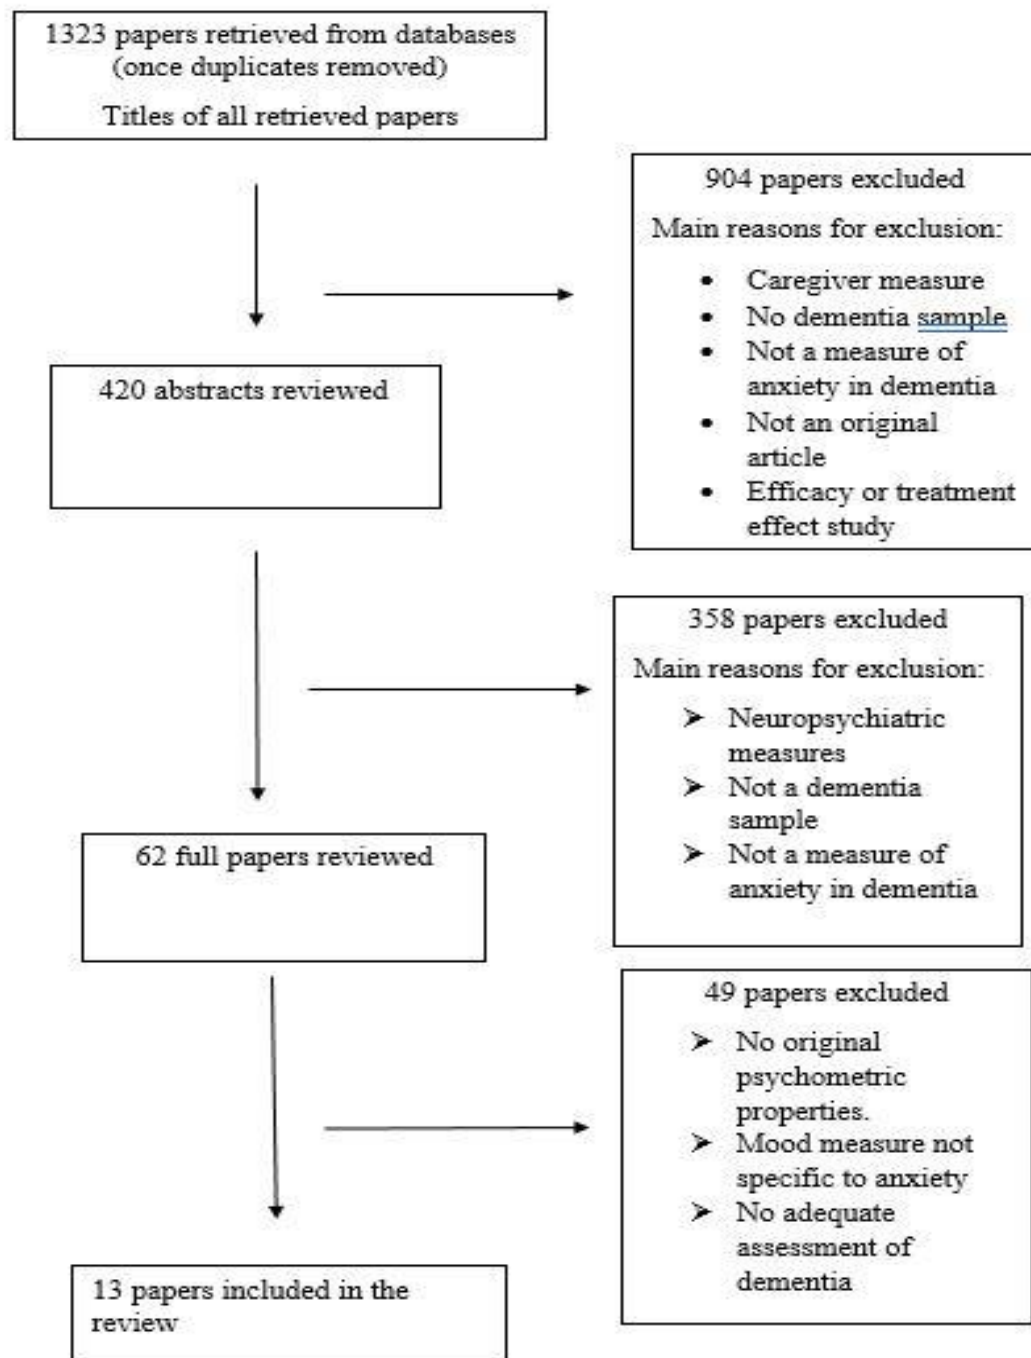 1323 papers retrieved from databases
(once duplicates removed)
Titles of all retrieved papers
904 papers excluded
Main reasons for exclusion:
• Caregiver measure
• No dementia sample
• Not a measure of
anxiety in dementia
• Not an original
article
• Efficacy or treatment
effect study
420 abstracts reviewed
358 papers excluded
Main reasons for exclusion:
➢ Neuropsychiatric
measures
➢ Not a dementia
sample
➢ Not a measure of
anxiety in dementia
62 full papers reviewed
49 papers excluded
➢ No original
psychometric
properties.
➢ Mood measure not
specific to anxiety
➢ No adequate
assessment of
dementia
13 papers included in the
review